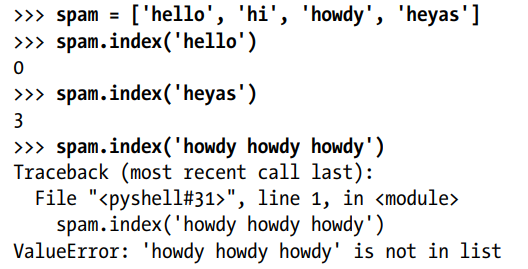 >>> spam = ['hello', 'hi', 'howdy', 'heyas']
>>> spam.index('hello')
0
>>> spam.index('heyas')
3
>>> spam.index('howdy howdy howdy')
Traceback (most recent call last):
  File "<pyshell#31>", line 1, in <module>
    spam.index('howdy howdy howdy')
ValueError: 'howdy howdy howdy' is not in list